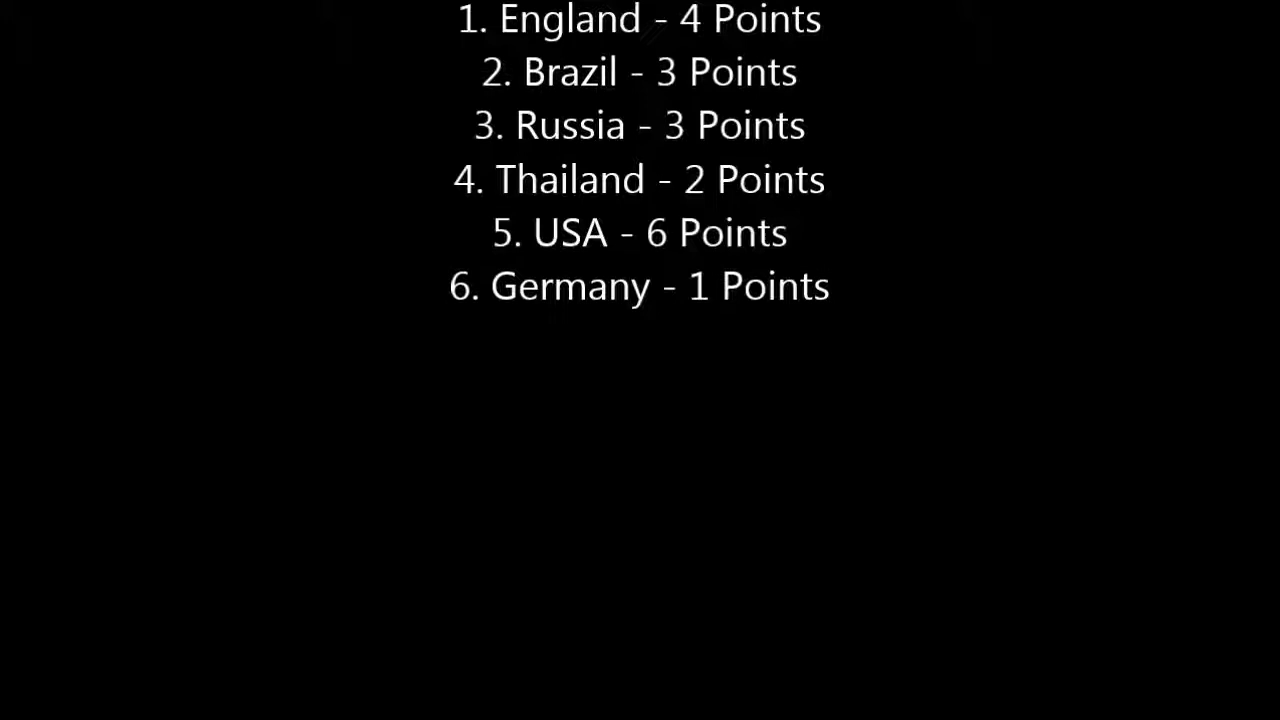 1. England - 4 Points
2. Brazil - 3 Points
3. Russia - 3 Points
4. Thailand - 2 Points
5. USA - 6 Points
6. Germany - 1 Points